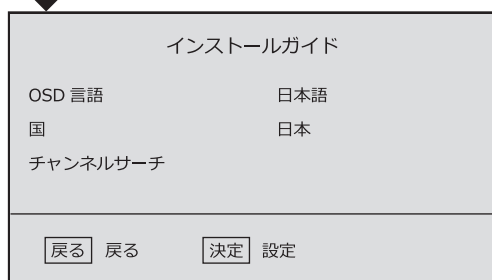 インストールガイド
OSD 言語 日本語
国 日本
チャンネルサーチ
戻る 戻る 決定 設定